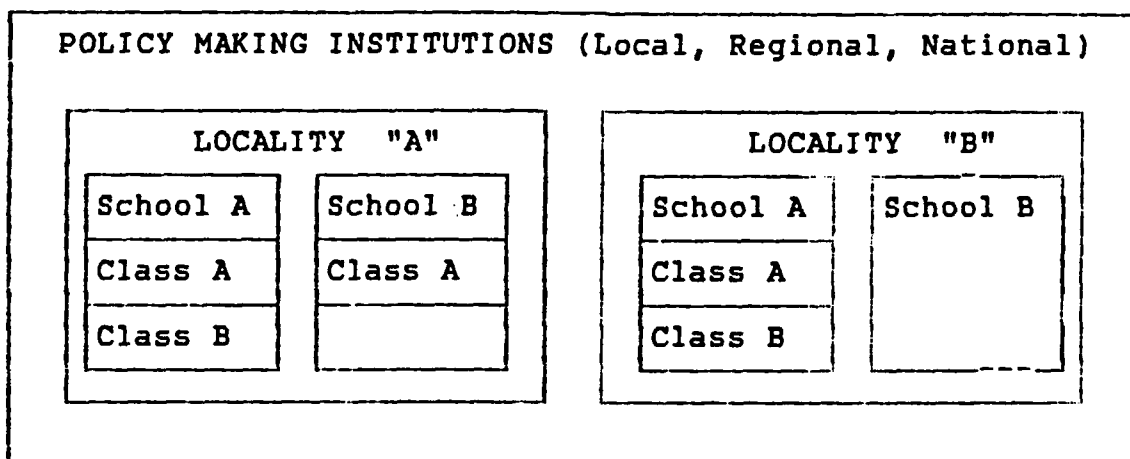 POLICY MAKING INSTITUTIONS (Local, Regional, National)
LOCALITY "A"
School A
Class A
Class B
School B
Class A
LOCALITY "B"
School A
Class A
Class B
School B